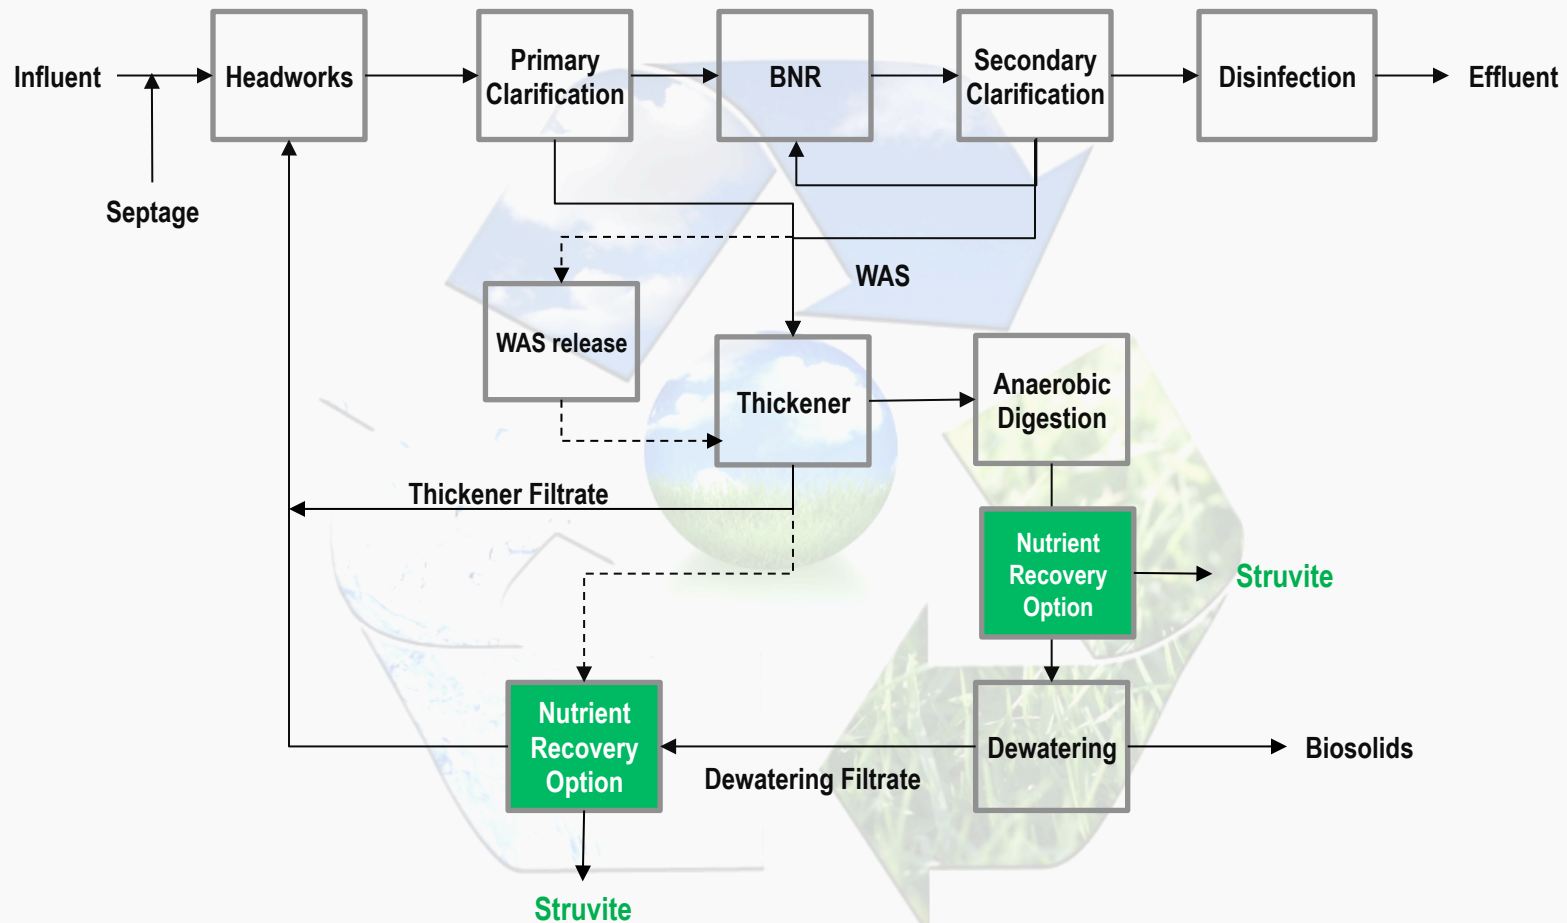 Influent
Headworks
Primary
Clarification
BNR
Secondary
Clarification
Disinfection
Effluent
Septage
WAS
WAS release
Thickener
Anaerobic
Digestion
Thickener Filtrate
Nutrient
Recovery
Option
Struvite
Nutrient
Recovery
Option
Dewatering Filtrate
Dewatering
Biosolids
Struvite